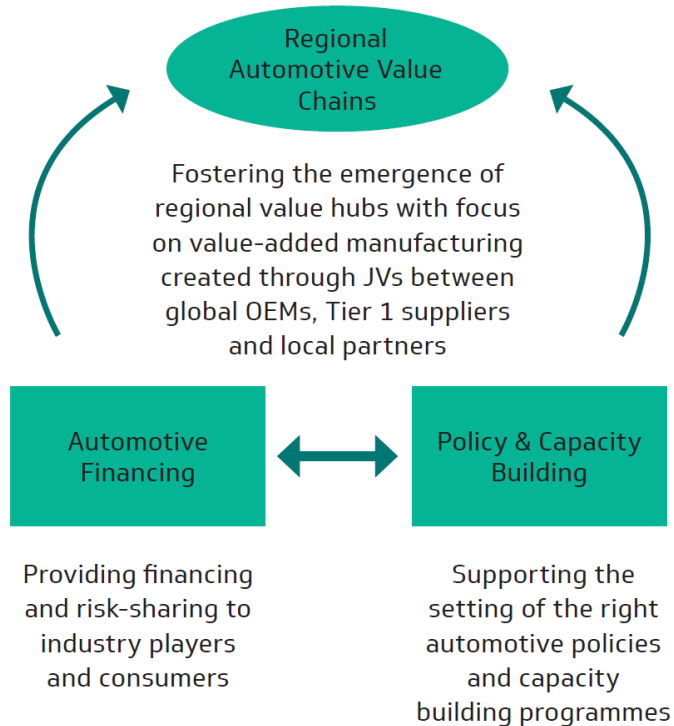 Regional
Automotive Value
Chains
Fostering the emergence of
regional value hubs with focus
on value-added manufacturing
created through JVs between
global OEMs, Tier 1 suppliers
and local partners
Automotive
Financing
Policy & Capacity
Building
Providing financing
and risk-sharing to
industry players
and consumers
Supporting the
setting of the right
automotive policies
and capacity
building programmes